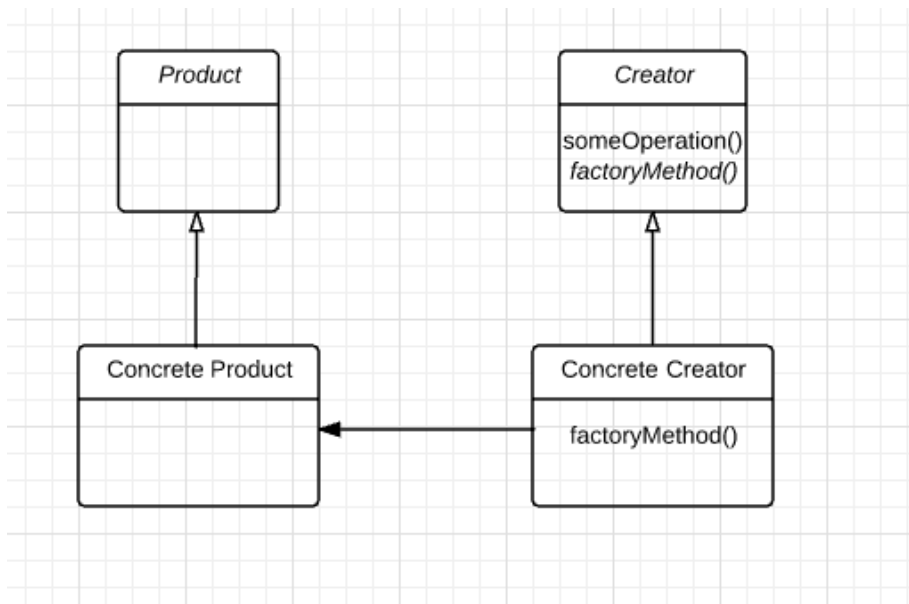 Product
Creator
someOperation()
factoryMethod()
Concrete Product
Concrete Creator
factoryMethod()